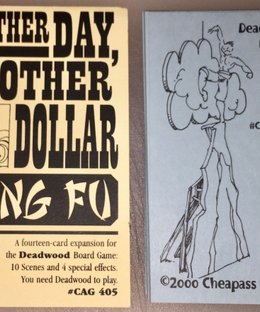 THER DAY,
OTHER
DOLLAR
NG FU
A fourteen-card expansion for
the Deadwood Board Game:
10 Scenes and 4 special effects.
You need Deadwood to play.
#CAG 405
Deadw
#C
©2000 Cheapass